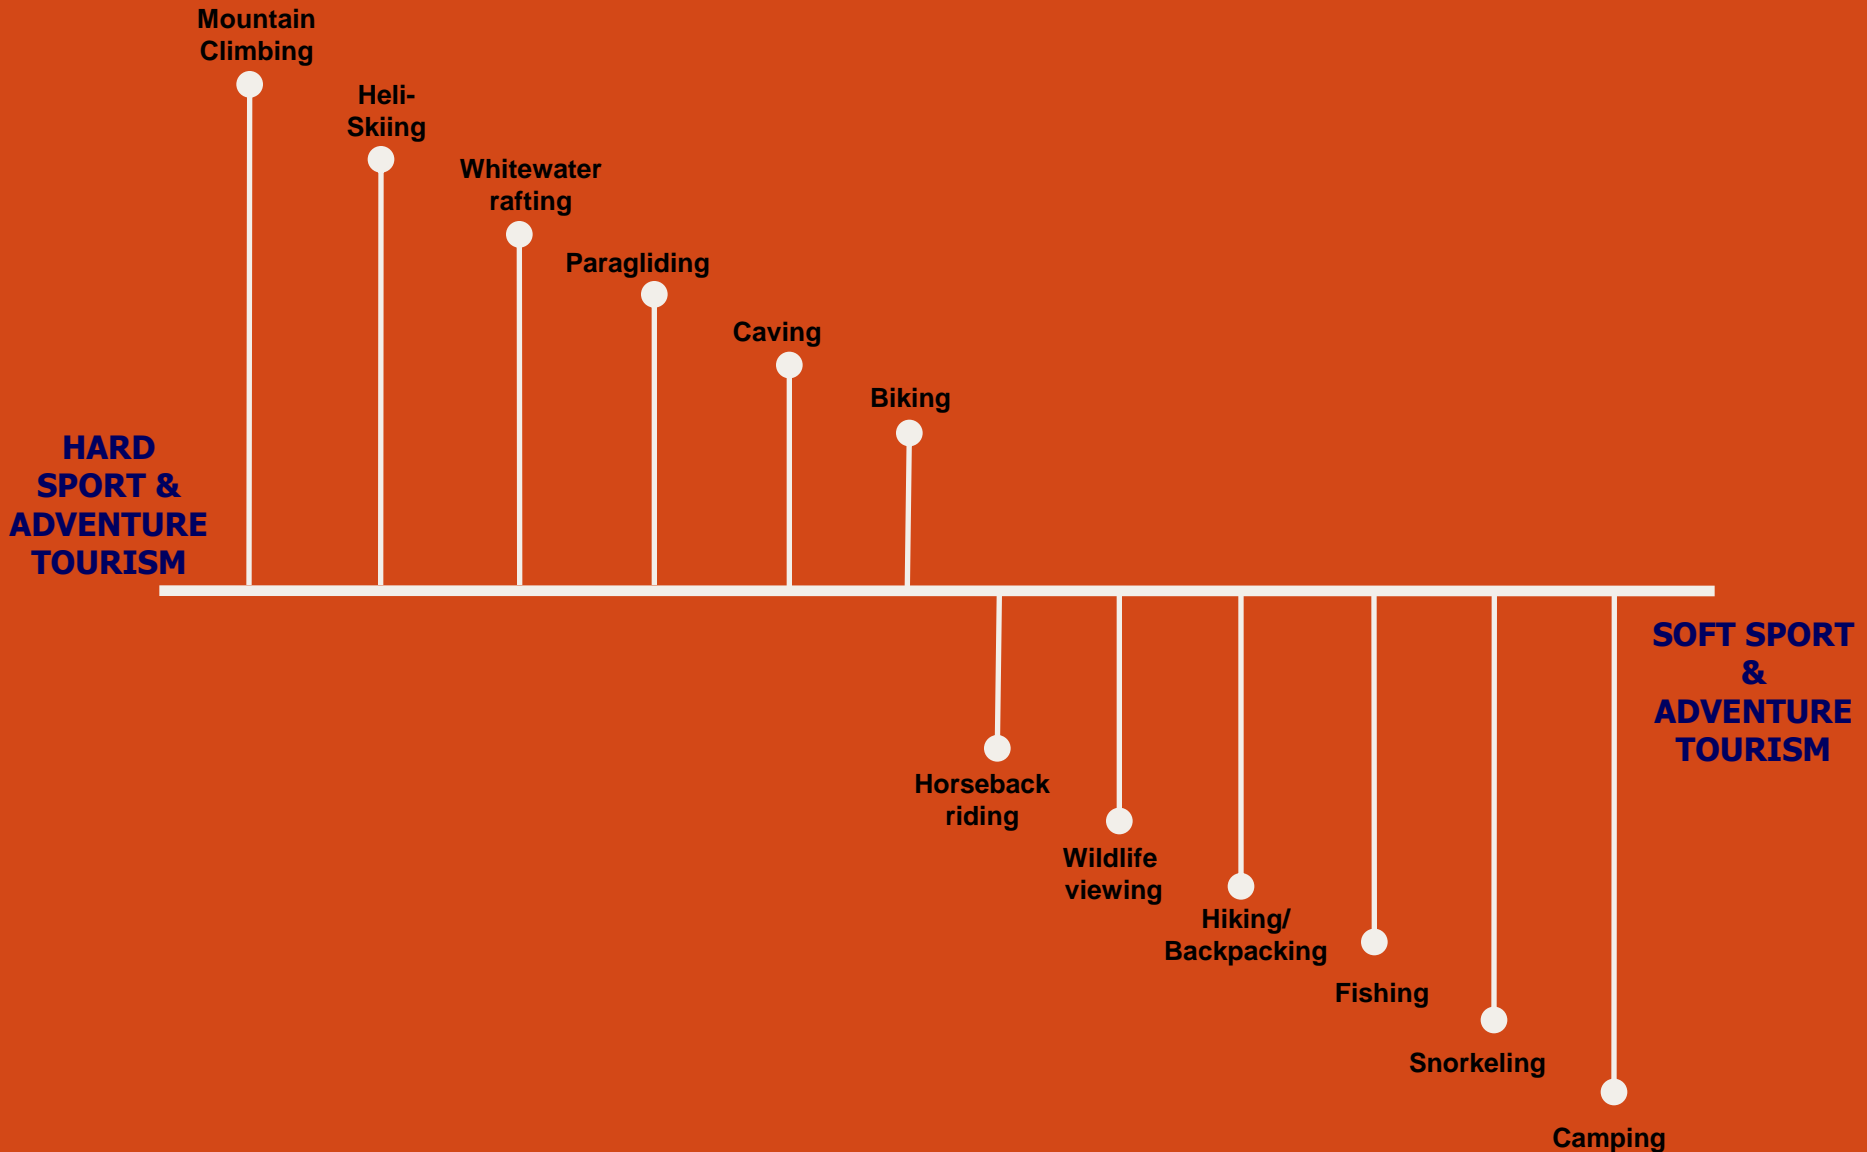 Mountain
Climbing
Heli-
Skiing
Whitewater
rafting
Paragliding
Caving
Biking
HARD
SPORT &
ADVENTURE
TOURISM
SOFT SPORT
&
ADVENTURE
TOURISM
Horseback
riding
Wildlife
viewing
Hiking/
Backpacking
Fishing
Snorkeling
Camping